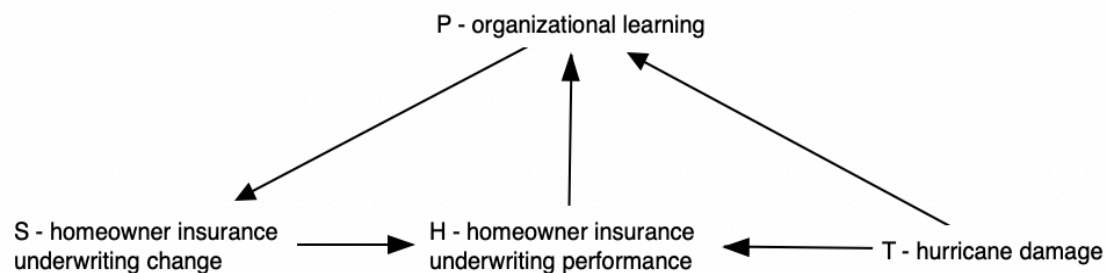 P - organizational learning
S - homeowner insurance
underwriting change
H - homeowner insurance
underwriting performance
T - hurricane damage